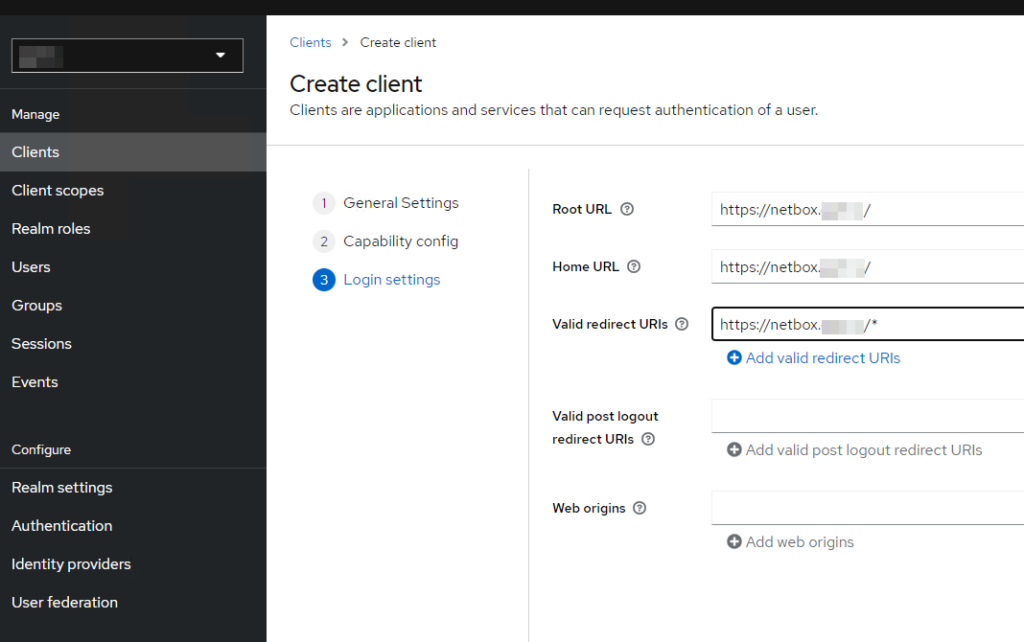 Manage
Clients
Client scopes
Realm roles
Users
Groups
Sessions
Events
Configure
Realm settings
Authentication
Identity providers
User federation
Clients > Create client
Create client
Clients are applications and services that can request authentication of a user.
1 General Settings
2 Capability config
3 Login settings
Root URL ? https://netbox. /
Home URL ? https://netbox. /
Valid redirect URIs ? https://netbox. /*
+ Add valid redirect URIs
Valid post logout
redirect URIs ?
+ Add valid post logout redirect URIs
Web origins ?
+ Add web origins